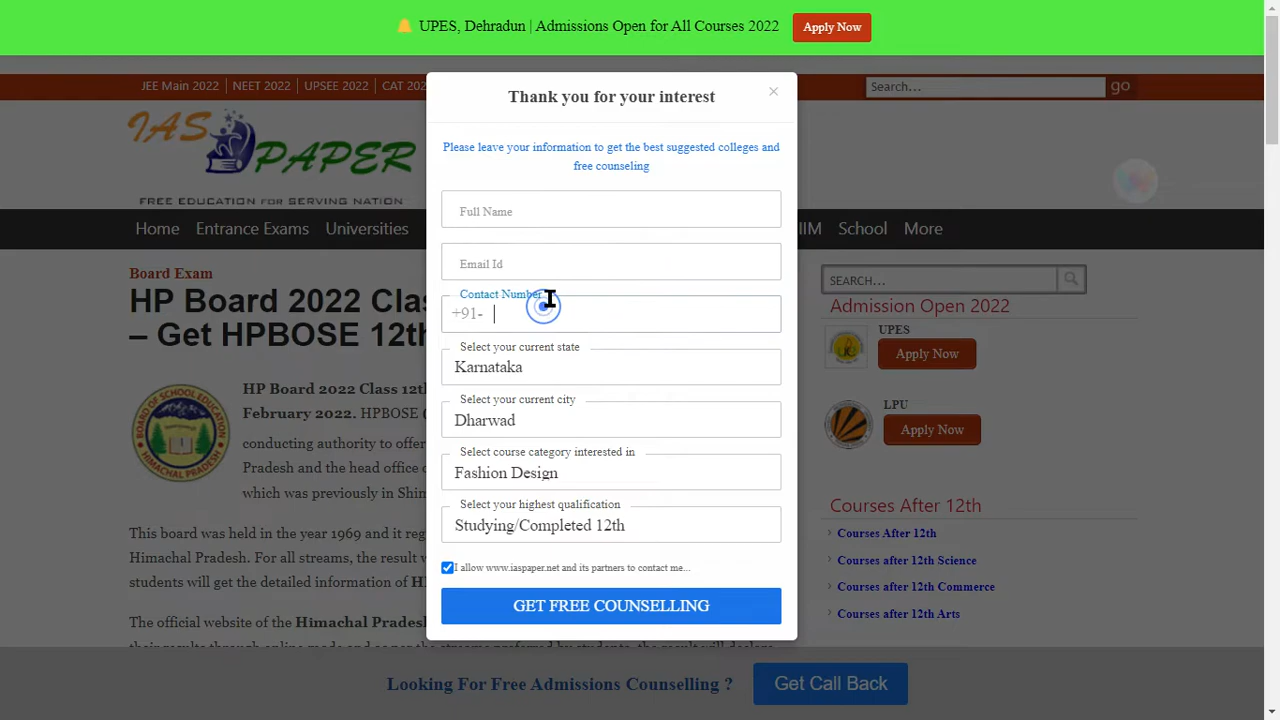 UPES, Dehradun | Admissions Open for All Courses 2022
Apply Now
JEE Main 2022 | NEET 2022 | UPSEE 2022 | CAT 202
Search...
go
IAS PAPER
FREE EDUCATION FOR SERVING NATION
Home
Entrance Exams
Universities
IIM
School
More
Thank you for your interest
×
Please leave your information to get the best suggested colleges and
free counseling
Full Name
Email Id
Contact Number
+91-
Select your current state
Karnataka
Select your current city
Dharwad
Select course category interested in
Fashion Design
Select your highest qualification
Studying/Completed 12th
I allow www.iaspaper.net and its partners to contact me...
GET FREE COUNSELLING
Board Exam
HP Board 2022 Clas
– Get HPBOSE 12th
HP Board 2022 Class 12th
February 2022. HPBOSE (
conducting authority to offer
Pradesh and the head office o
which was previously in Shim
This board was held in the year 1969 and it reg
Himachal Pradesh. For all streams, the result w
students will get the detailed information of H
The official website of the Himachal Pradesh
SEARCH...
Admission Open 2022
UPES
Apply Now
LPU
Apply Now
Courses After 12th
Courses After 12th
Courses after 12th Science
Courses after 12th Commerce
Courses after 12th Arts
Looking For Free Admissions Counselling ?
Get Call Back